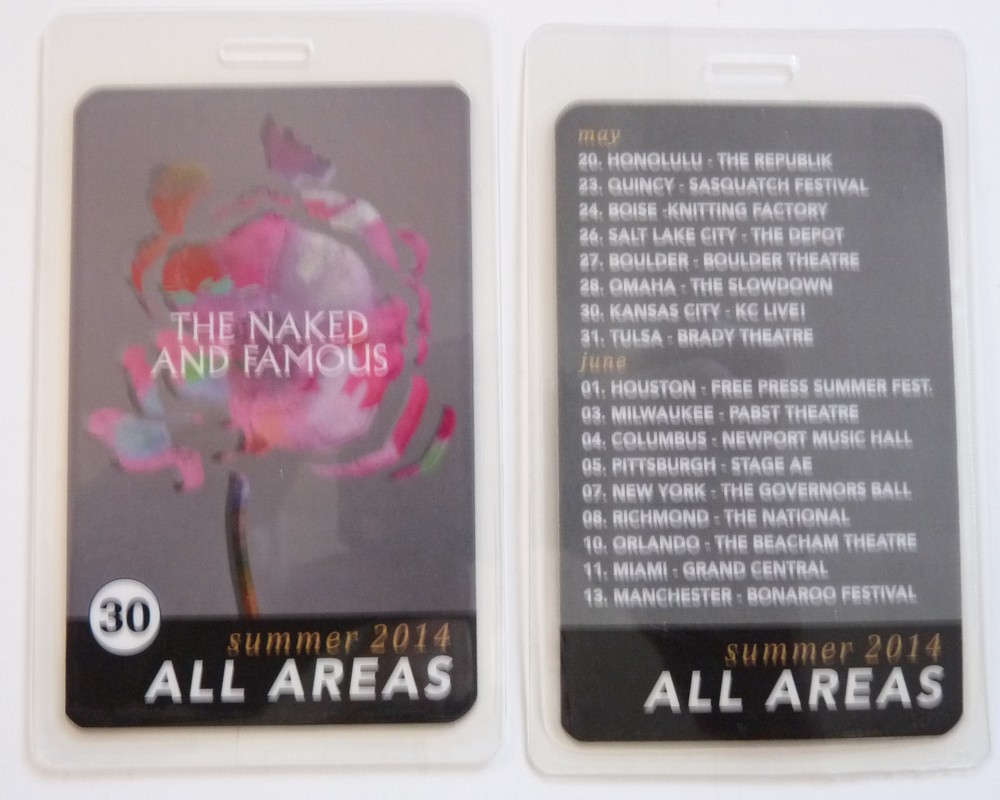 THE NAKED
AND FAMOUS
30
summer 2014
ALL AREAS
may
20. HONOLULU - THE REPUBLIK
23. QUINCY - SASQUATCH FESTIVAL
24. BOISE -KNITTING FACTORY
26. SALT LAKE CITY - THE DEPOT
27. BOULDER - BOULDER THEATRE
28. OMAHA - THE SLOWDOWN
30. KANSAS CITY - KC LIVE!
31. TULSA - BRADY THEATRE
june
01. HOUSTON - FREE PRESS SUMMER FEST.
03. MILWAUKEE - PABST THEATRE
04. COLUMBUS - NEWPORT MUSIC HALL
05. PITTSBURGH - STAGE AE
07. NEW YORK - THE GOVERNORS BALL
08. RICHMOND - THE NATIONAL
10. ORLANDO - THE BEACHAM THEATRE
11. MIAMI - GRAND CENTRAL
13. MANCHESTER - BONAROO FESTIVAL
summer 2014
ALL AREAS